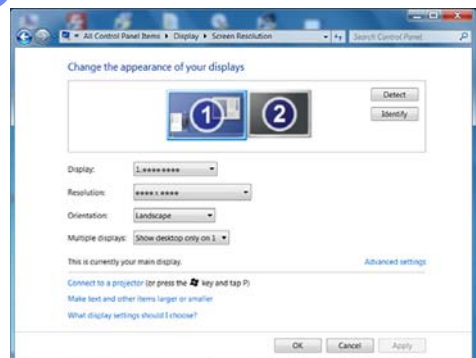 All Control Panel Items ▸ Display ▸ Screen Resolution
Search Control Panel
Change the appearance of your displays
1
2
Detect
Identify
Display: 1.********
Resolution: **** x ****
Orientation: Landscape
Multiple displays: Show desktop only on 1
This is currently your main display.
Advanced settings
Connect to a projector (or press the key and tap P)
Make text and other items larger or smaller
What display settings should I choose?
OK Cancel Apply